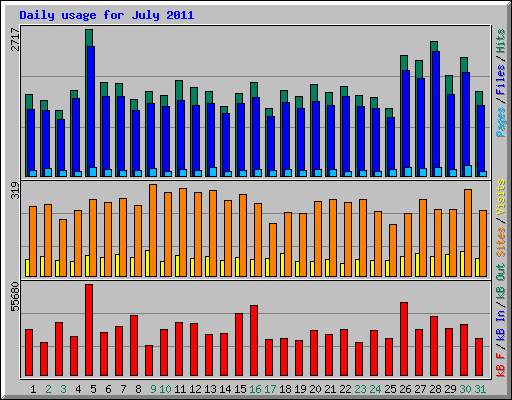 Daily usage for July 2011
2717
Pages / Files / Hits
319
Sites / Visits
55680
kB F / kB In / kB Out
1 2 3 4 5 6 7 8 9 10 11 12 13 14 15 16 17 18 19 20 21 22 23 24 25 26 27 28 29 30 31